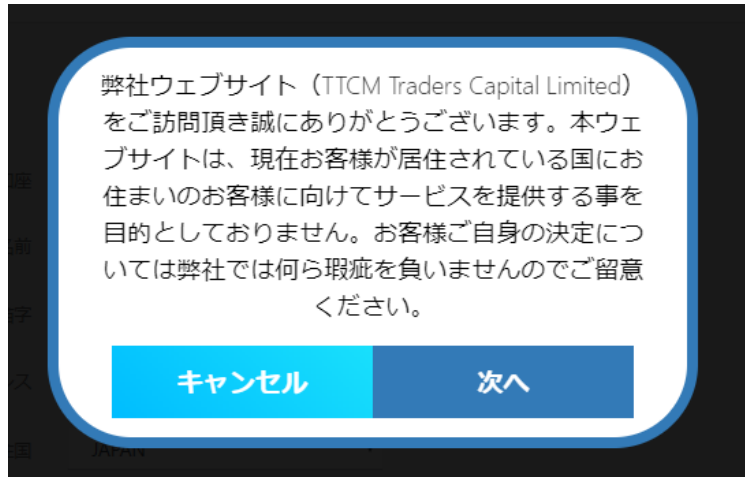 弊社ウェブサイト（TTCM Traders Capital Limited）
をご訪問頂き誠にありがとうございます。本ウェ
ブサイトは、現在お客様が居住されている国にお
住まいのお客様に向けてサービスを提供する事を
目的としておりません。お客様ご自身の決定につ
いては弊社では何ら瑕疵を負いませんのでご留意
ください。
キャンセル
次へ
JAPAN